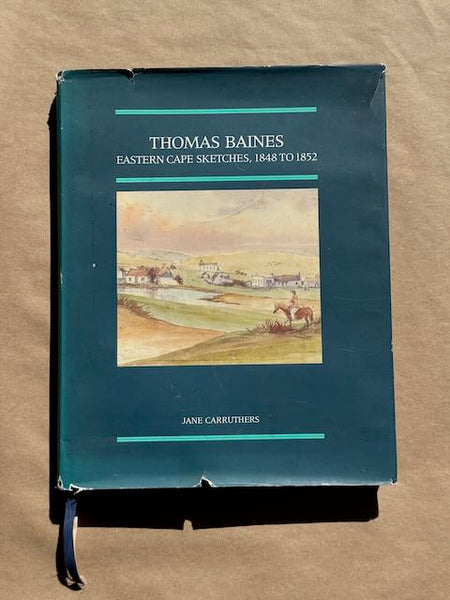 THOMAS BAINES
EASTERN CAPE SKETCHES, 1848 TO 1852
JANE CARRUTHERS